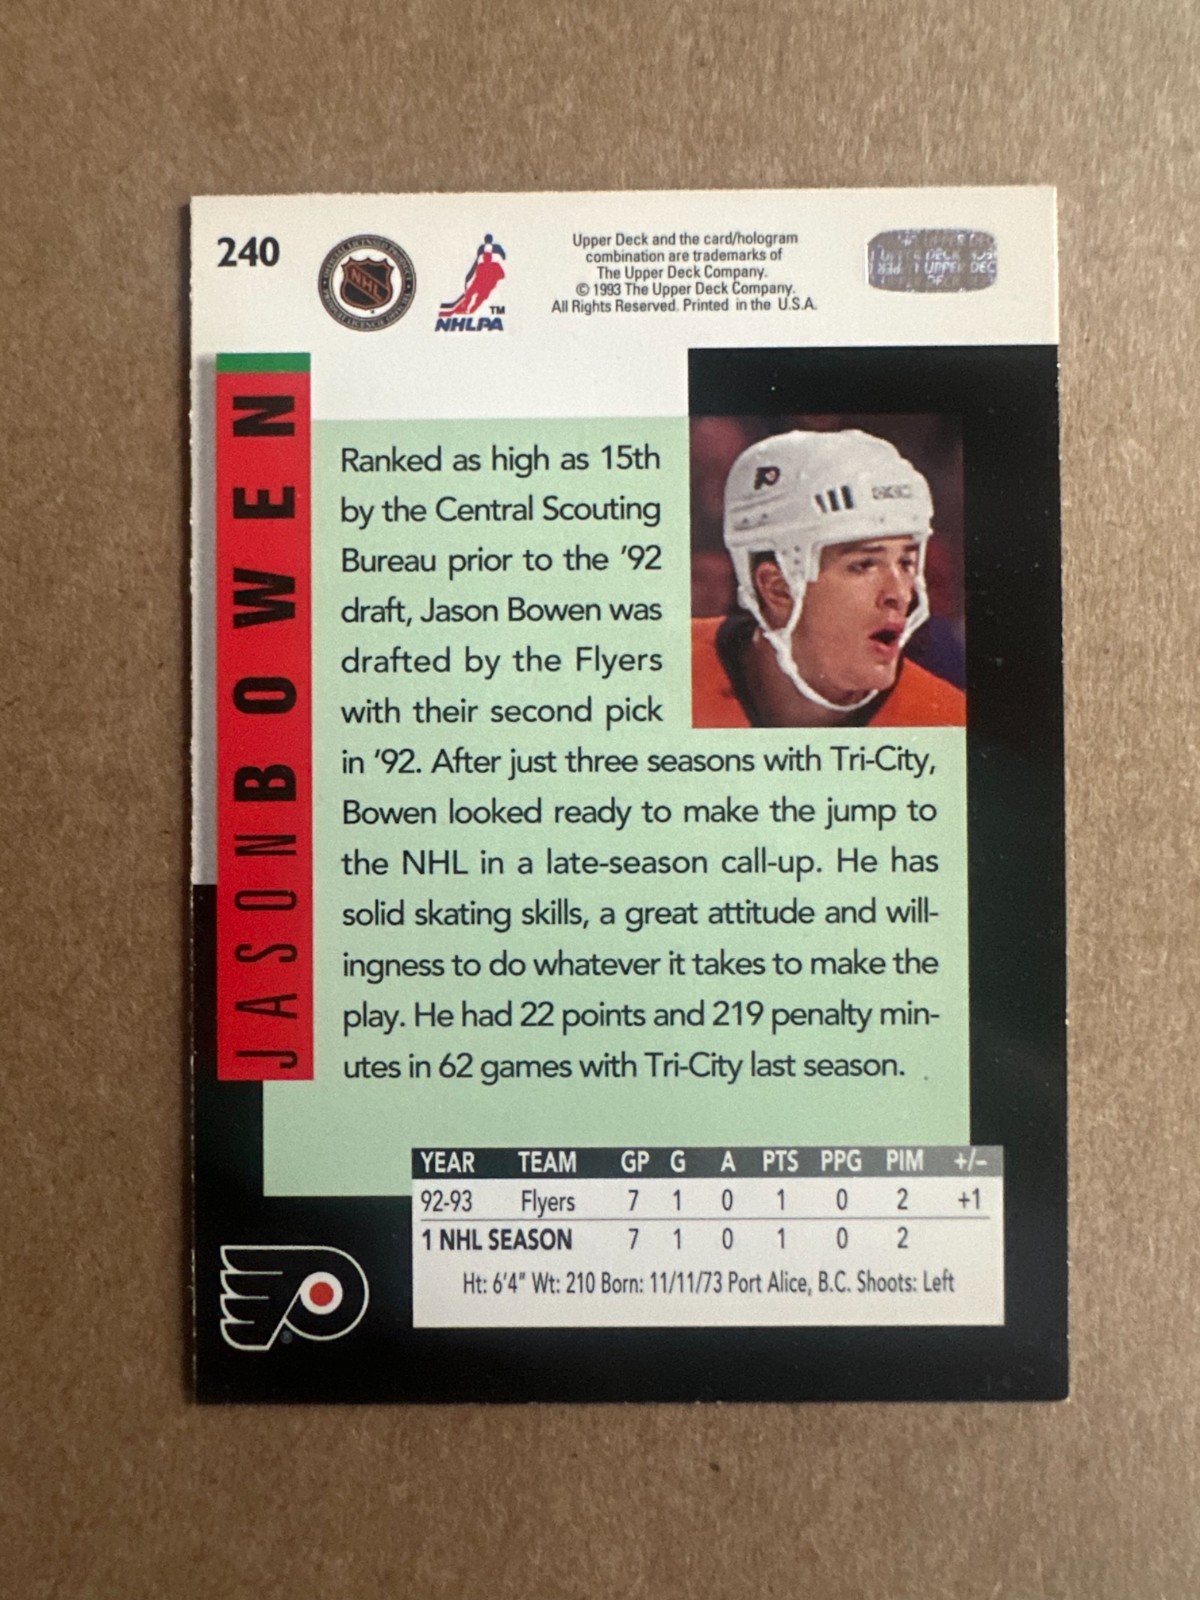 240
NHL
NHLPA
TM
Upper Deck and the card/hologram
combination are trademarks of
The Upper Deck Company.
© 1993 The Upper Deck Company.
All Rights Reserved. Printed in the U.S.A.
UPPER DEC
JASON BOWEN
Ranked as high as 15th
by the Central Scouting
Bureau prior to the '92
draft, Jason Bowen was
drafted by the Flyers
with their second pick
in '92. After just three seasons with Tri-City,
Bowen looked ready to make the jump to
the NHL in a late-season call-up. He has
solid skating skills, a great attitude and will-
ingness to do whatever it takes to make the
play. He had 22 points and 219 penalty min-
utes in 62 games with Tri-City last season.
YEAR TEAM GP G A PTS PPG PIM +/–
92-93 Flyers 7 1 0 1 0 2 +1
1 NHL SEASON 7 1 0 1 0 2
Ht: 6'4" Wt: 210 Born: 11/11/73 Port Alice, B.C. Shoots: Left
®